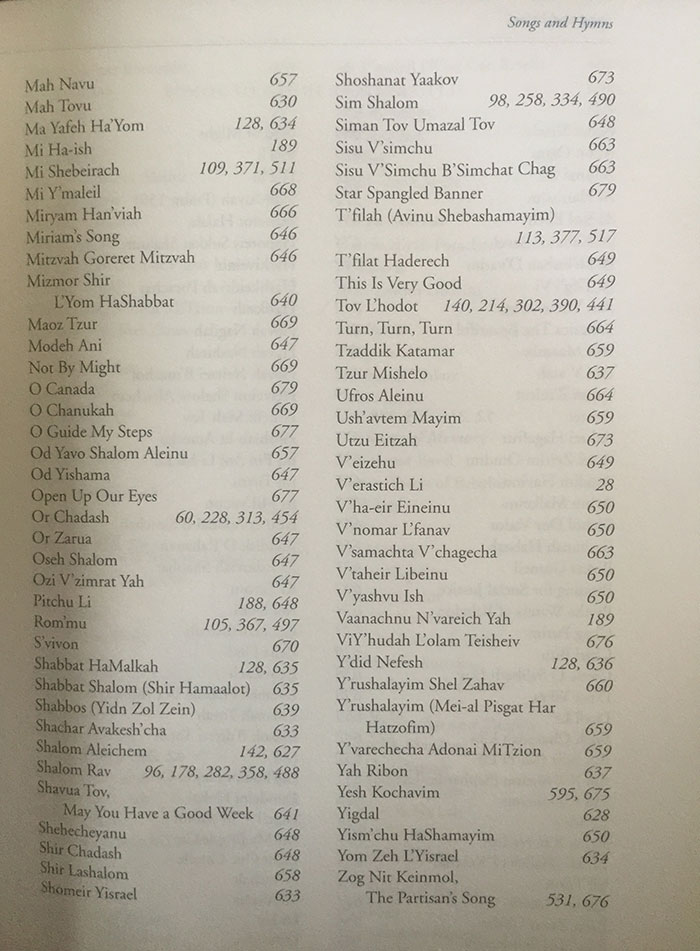 Songs and Hymns
Mah Navu 657
Mah Tovu 630
Ma Yafeh Ha'Yom 128, 634
Mi Ha-ish 189
Mi Shebeirach 109, 371, 511
Mi Y'maleil 668
Miryam Han'viah 666
Miriam's Song 646
Mitzvah Goreret Mitzvah 646
Mizmor Shir
L'Yom HaShabbat 640
Maoz Tzur 669
Modeh Ani 647
Not By Might 669
O Canada 679
O Chanukah 669
O Guide My Steps 677
Od Yavo Shalom Aleinu 657
Od Yishama 647
Open Up Our Eyes 677
Or Chadash 60, 228, 313, 454
Or Zarua 647
Oseh Shalom 647
Ozi V'zimrat Yah 647
Pitchu Li 188, 648
Rom'mu 105, 367, 497
S'vivon 670
Shabbat HaMalkah 128, 635
Shabbat Shalom (Shir Hamaalot) 635
Shabbos (Yidn Zol Zein) 639
Shachar Avakesh'cha 633
Shalom Aleichem 142, 627
Shalom Rav 96, 178, 282, 358, 488
Shavua Tov,
May You Have a Good Week 641
Shehecheyanu 648
Shir Chadash 648
Shir Lashalom 658
Shomeir Yisrael 633
Shoshanat Yaakov 673
Sim Shalom 98, 258, 334, 490
Siman Tov Umazal Tov 648
Sisu V'simchu 663
Sisu V'Simchu B'Simchat Chag 663
Star Spangled Banner 679
T'filah (Avinu Shebashamayim)
113, 377, 517
T'filat Haderech 649
This Is Very Good 649
Tov L'hodot 140, 214, 302, 390, 441
Turn, Turn, Turn 664
Tzaddik Katamar 659
Tzur Mishelo 637
Ufros Aleinu 664
Ush'avtem Mayim 659
Utzu Eitzah 673
V'eizehu 649
V'erastich Li 28
V'ha-eir Eineinu 650
V'nomar L'fanav 650
V'samachta V'chagecha 663
V'taheir Libeinu 650
V'yashvu Ish 650
Vaanachnu N'vareich Yah 189
ViY'hudah L'olam Teisheiv 676
Y'did Nefesh 128, 636
Y'rushalayim Shel Zahav 660
Y'rushalayim (Mei-al Pisgat Har
Hatzofim) 659
Y'varechecha Adonai MiTzion 659
Yah Ribon 637
Yesh Kochavim 595, 675
Yigdal 628
Yism'chu HaShamayim 650
Yom Zeh L'Yisrael 634
Zog Nit Keinmol,
The Partisan's Song 531, 676